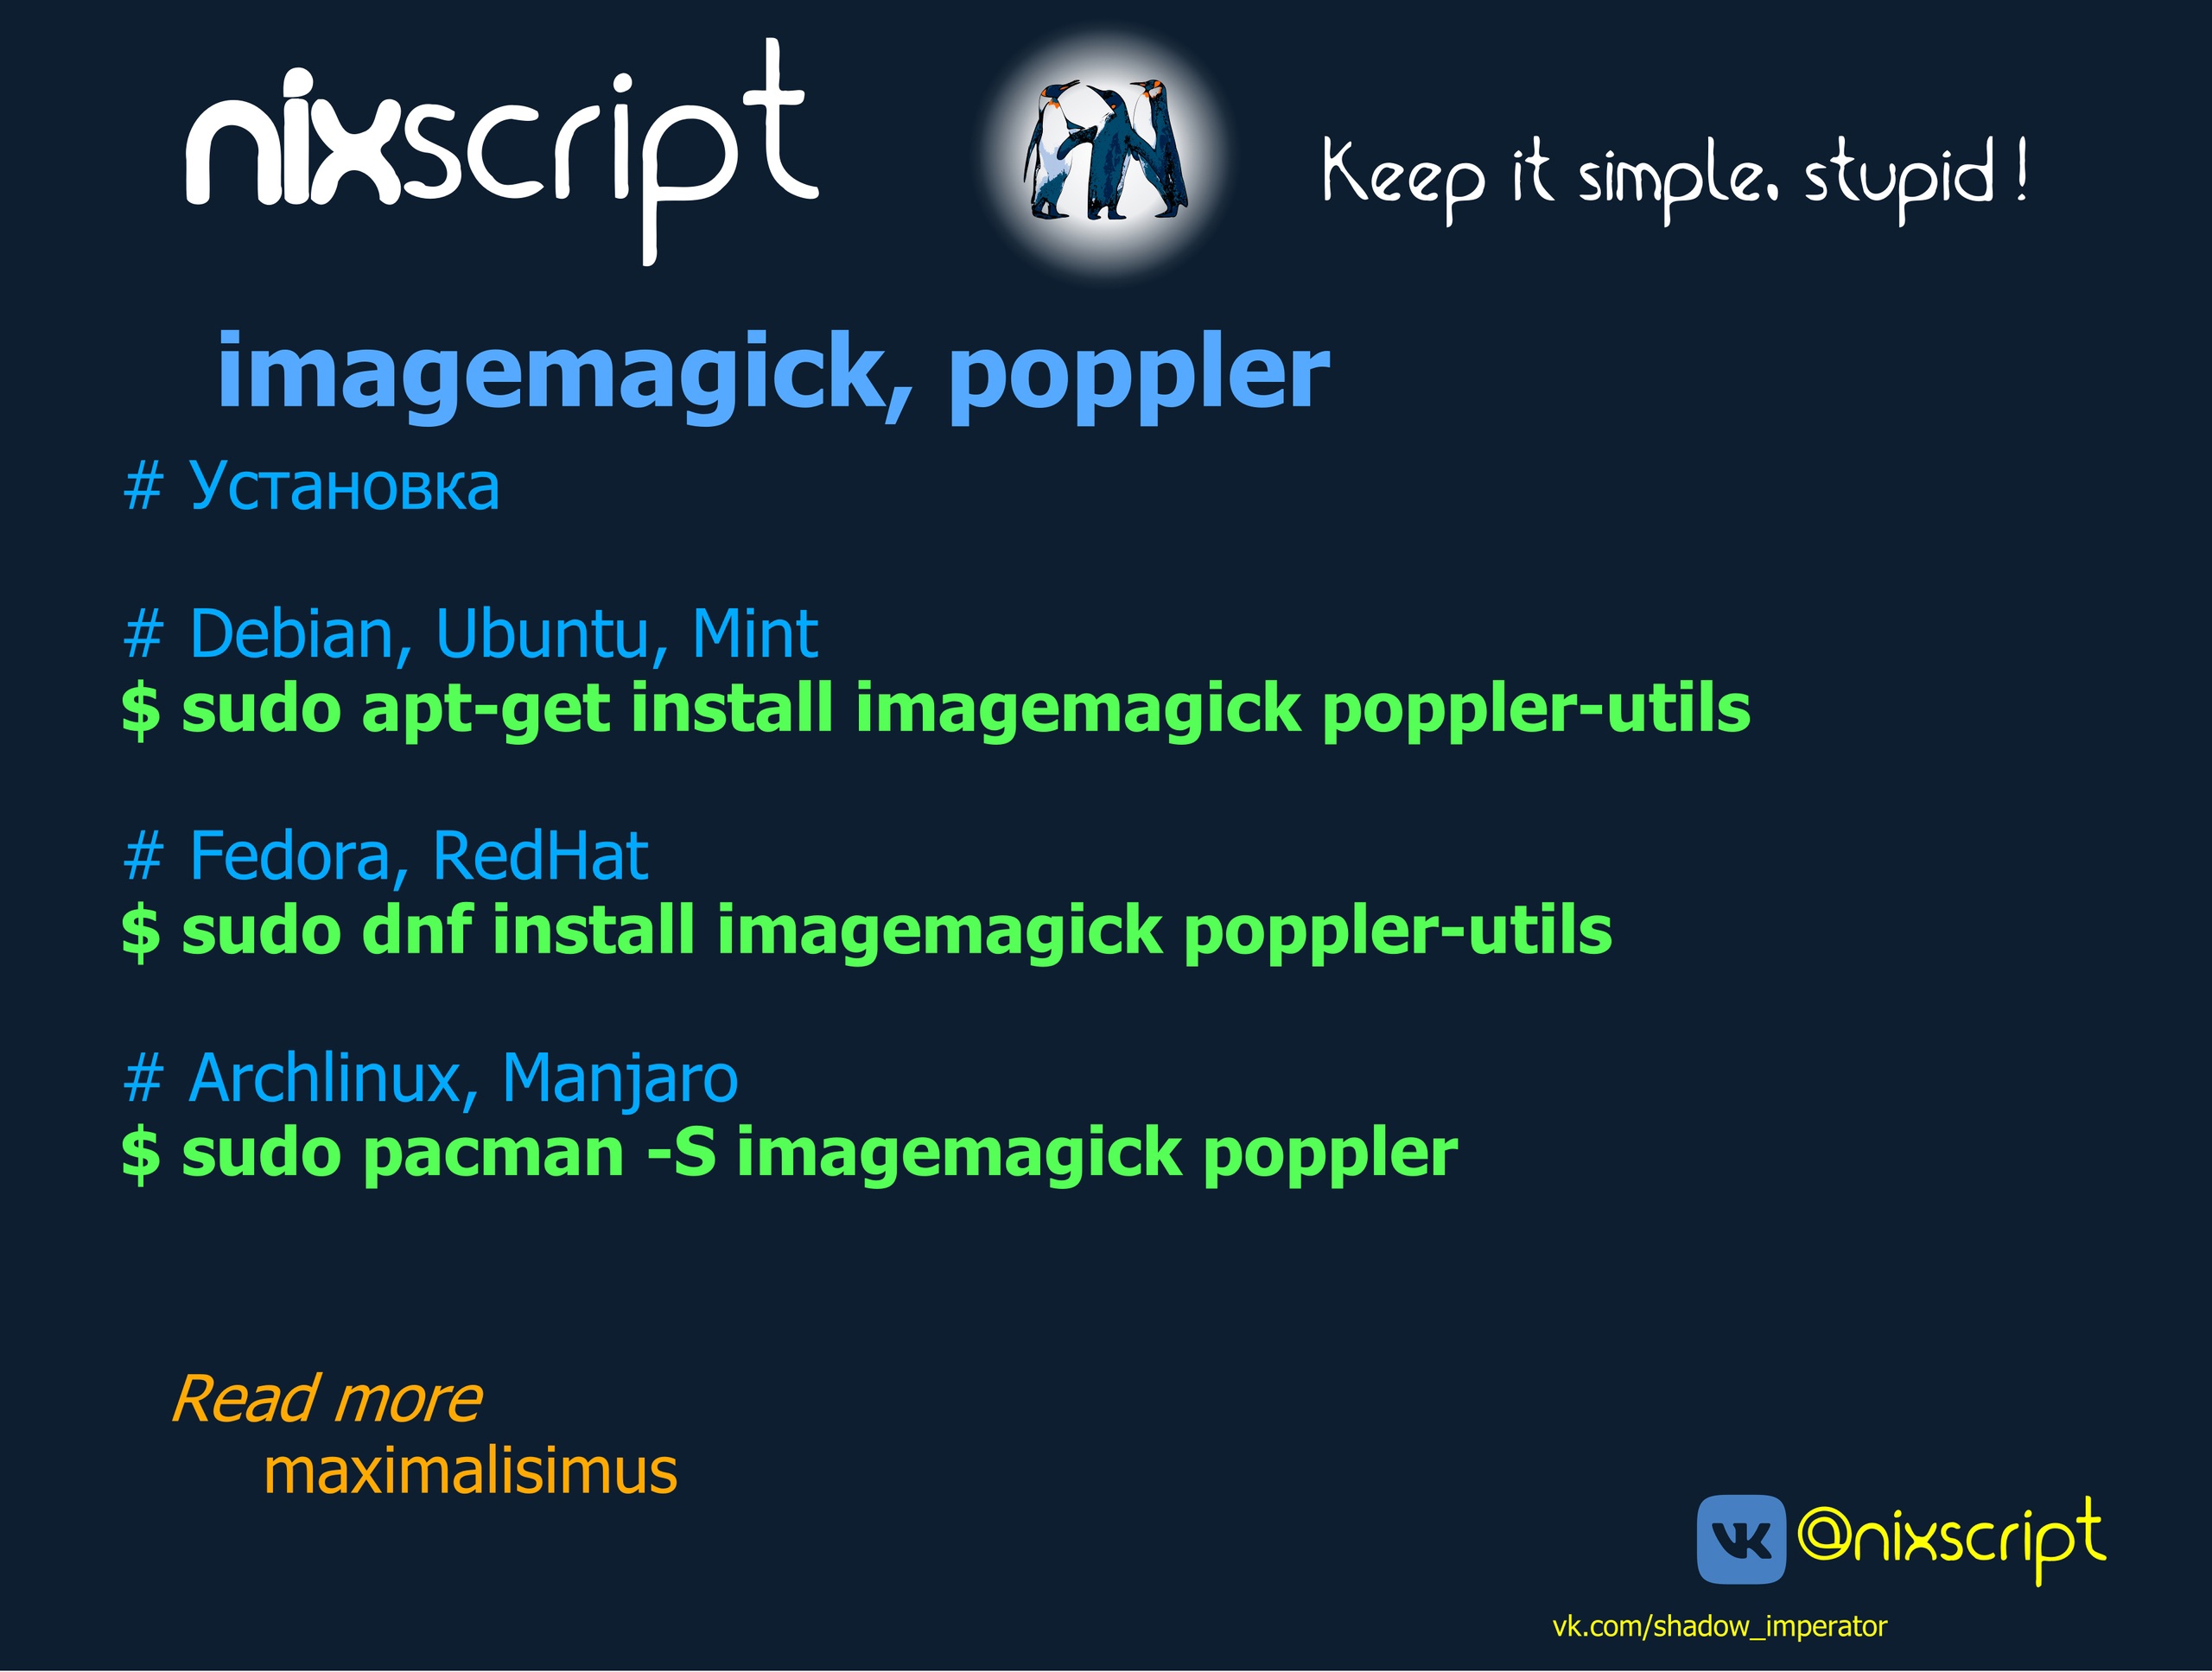 nixscript
Keep it simple, stupid !
imagemagick, poppler
# Установка
# Debian, Ubuntu, Mint
$ sudo apt-get install imagemagick poppler-utils
# Fedora, RedHat
$ sudo dnf install imagemagick poppler-utils
# Archlinux, Manjaro
$ sudo pacman -S imagemagick poppler
Read more
maximalisimus
@nixscript
vk.com/shadow_imperator